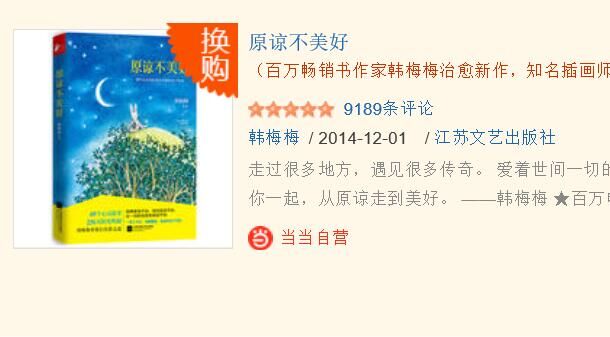 换
购
原谅不美好
原谅不美好
（百万畅销书作家韩梅梅治愈新作，知名插画师
9189条评论
韩梅梅 / 2014-12-01 / 江苏文艺出版社
走过很多地方，遇见很多传奇。 爱着世间一切的
你一起，从原谅走到美好。 ——韩梅梅 ★百万
当当自营